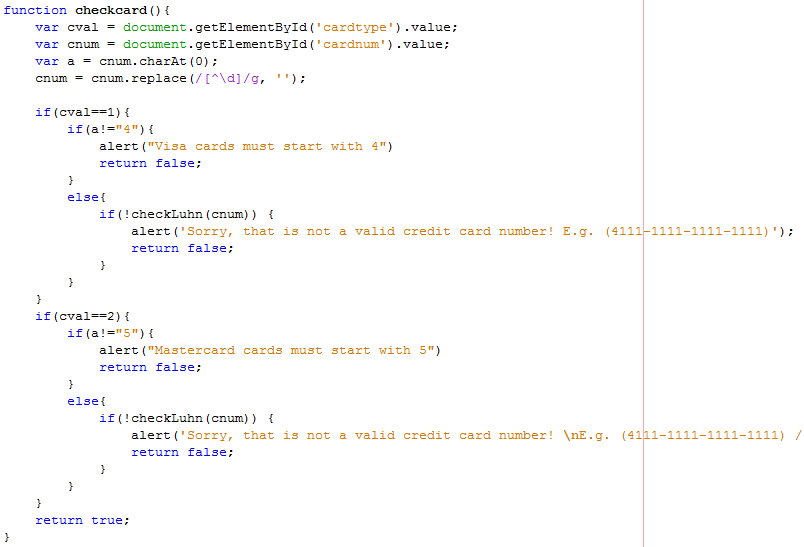 function checkcard(){
    var cval = document.getElementById('cardtype').value;
    var cnum = document.getElementById('cardnum').value;
    var a = cnum.charAt(0);
    cnum = cnum.replace(/[^\d]/g, '');

    if(cval==1){
        if(a!="4"){
            alert("Visa cards must start with 4")
            return false;
        }
        else{
            if(!checkLuhn(cnum)) {
                alert('Sorry, that is not a valid credit card number! E.g. (4111-1111-1111-1111)');
                return false;
            }
        }
    }
    if(cval==2){
        if(a!="5"){
            alert("Mastercard cards must start with 5")
            return false;
        }
        else{
            if(!checkLuhn(cnum)) {
                alert('Sorry, that is not a valid credit card number! \nE.g. (4111-1111-1111-1111) /
                return false;
            }
        }
    }
    return true;
}